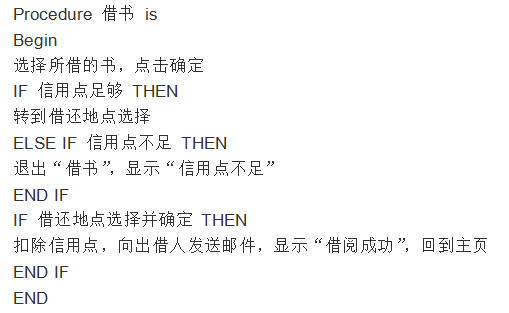 Procedure 借书 is
Begin
选择所借的书，点击确定
IF 信用点足够 THEN
转到借还地点选择
ELSE IF 信用点不足 THEN
退出“借书”，显示“信用点不足”
END IF
IF 借还地点选择并确定 THEN
扣除信用点，向出借人发送邮件，显示“借阅成功”，回到主页
END IF
END